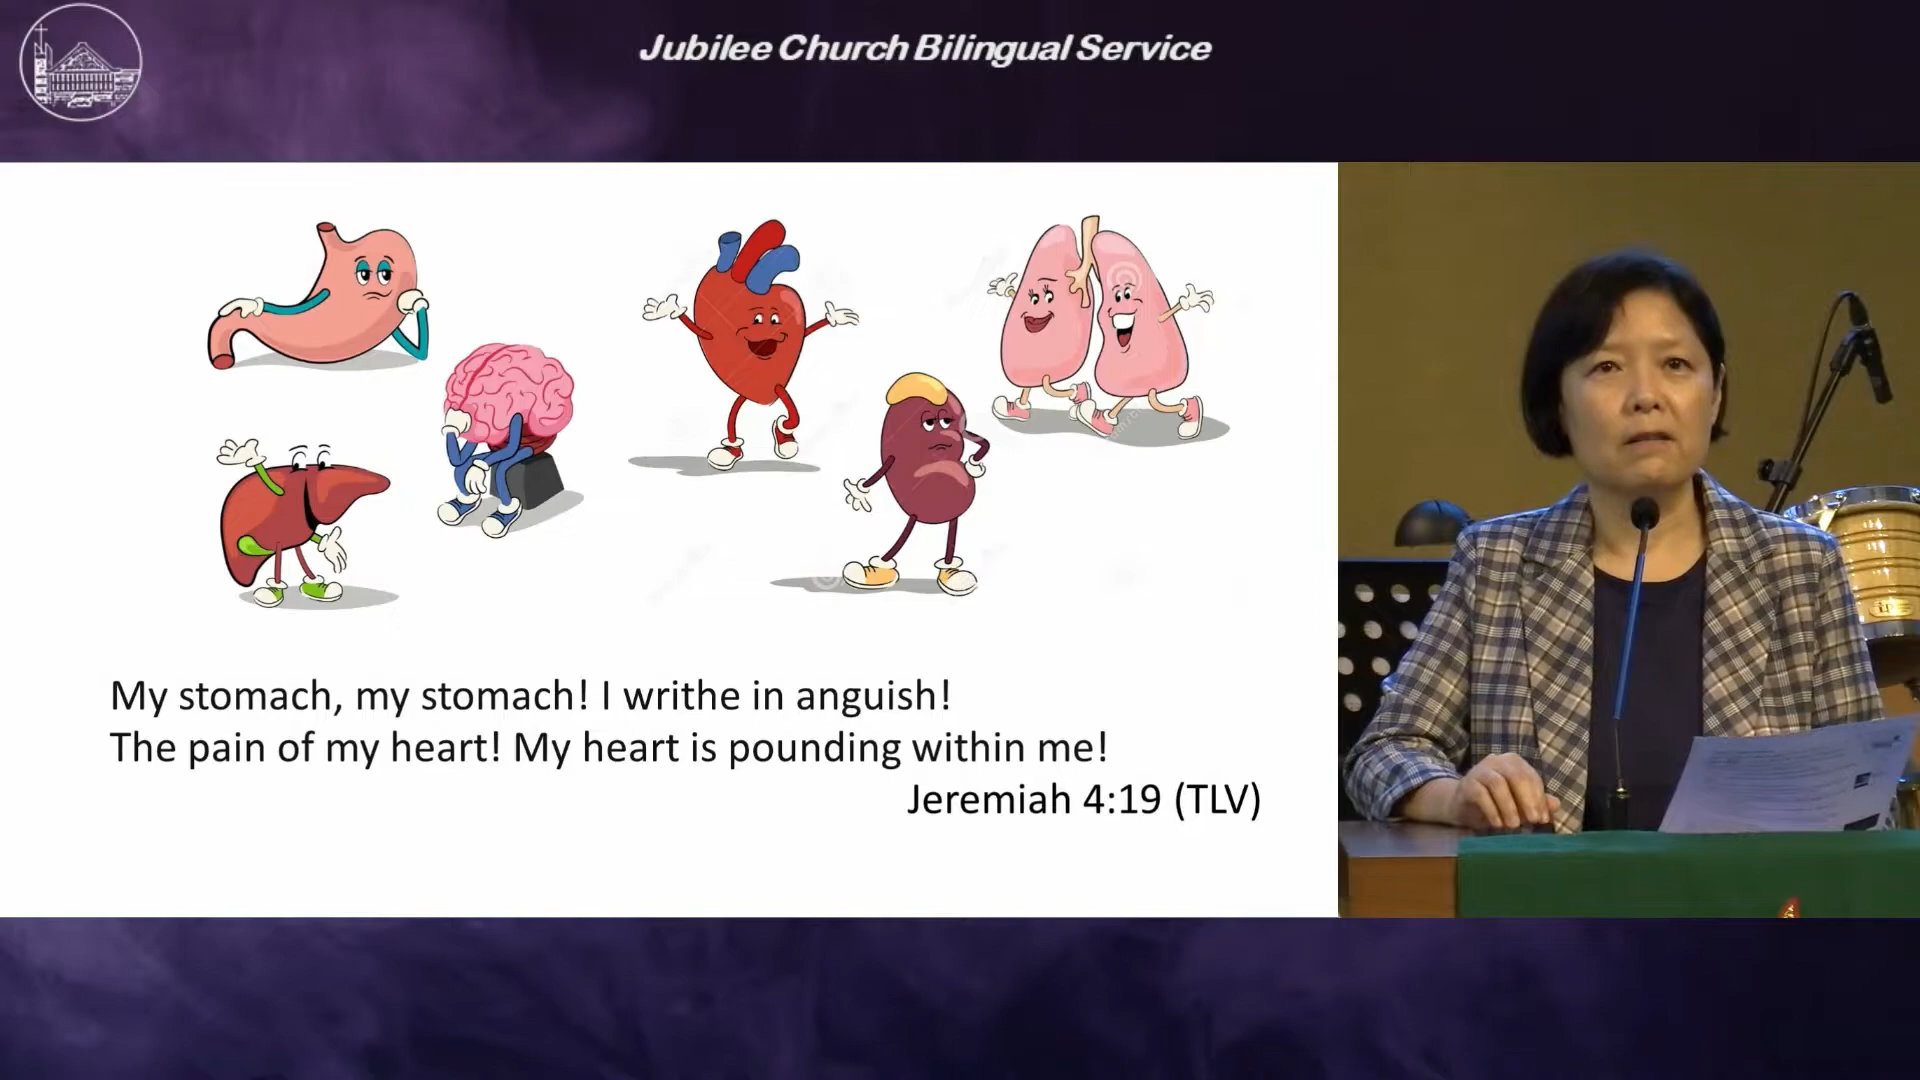 Jubilee Church Bilingual Service
My stomach, my stomach! I writhe in anguish!
The pain of my heart! My heart is pounding within me!
Jeremiah 4:19 (TLV)